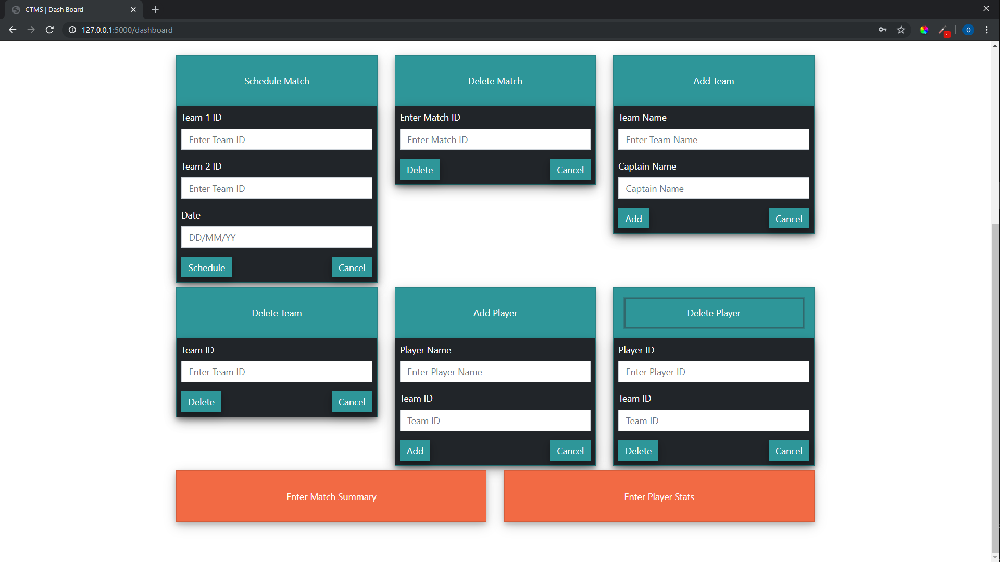 CTMS | Dash Board
127.0.0.1:5000/dashboard
O
Schedule Match
Team 1 ID
Enter Team ID
Team 2 ID
Enter Team ID
Date
DD/MM/YY
Schedule
Cancel
Delete Match
Enter Match ID
Enter Match ID
Delete
Cancel
Add Team
Team Name
Enter Team Name
Captain Name
Captain Name
Add
Cancel
Delete Team
Team ID
Enter Team ID
Delete
Cancel
Add Player
Player Name
Enter Player Name
Team ID
Team ID
Add
Cancel
Delete Player
Player ID
Enter Player ID
Team ID
Team ID
Delete
Cancel
Enter Match Summary
Enter Player Stats